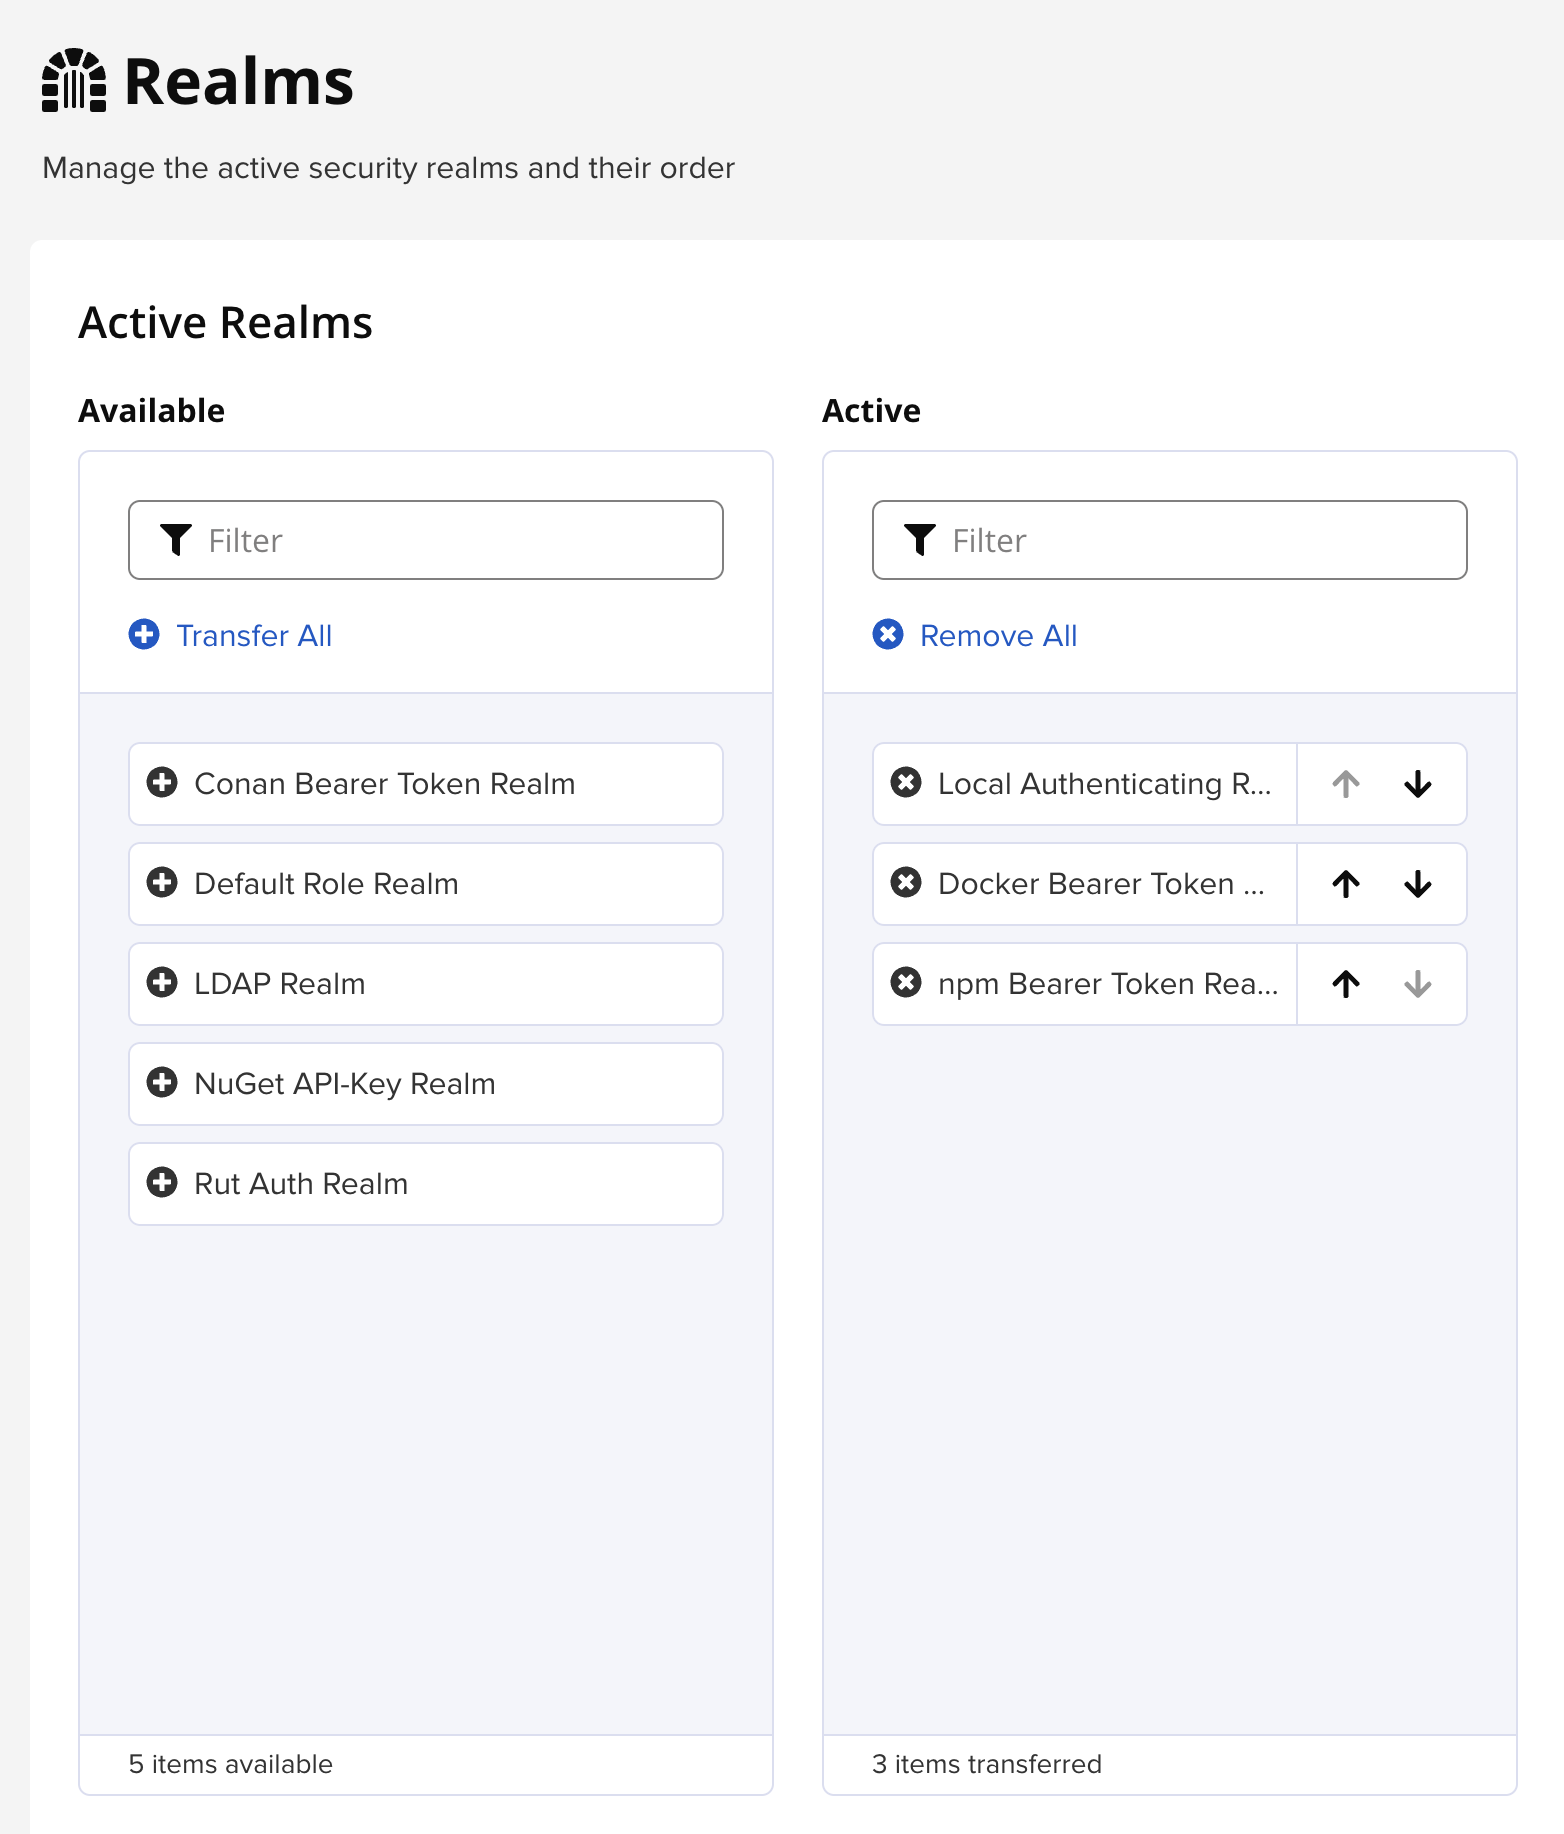 Realms
Manage the active security realms and their order
Active Realms
Available
Filter
Transfer All
Conan Bearer Token Realm
Default Role Realm
LDAP Realm
NuGet API-Key Realm
Rut Auth Realm
5 items available
Active
Filter
Remove All
Local Authenticating R...
Docker Bearer Token ...
npm Bearer Token Rea...
3 items transferred